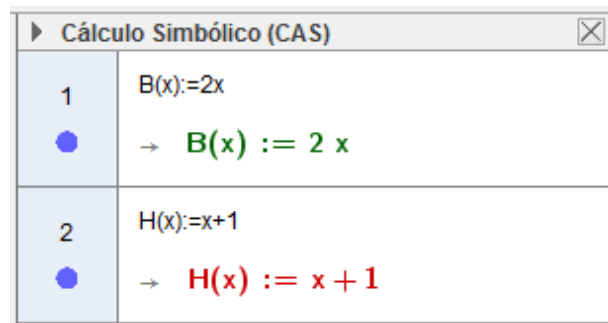 Cálculo Simbólico (CAS)
1
B(x):=2x
→ B(x) := 2 x
2
H(x):=x+1
→ H(x) := x + 1